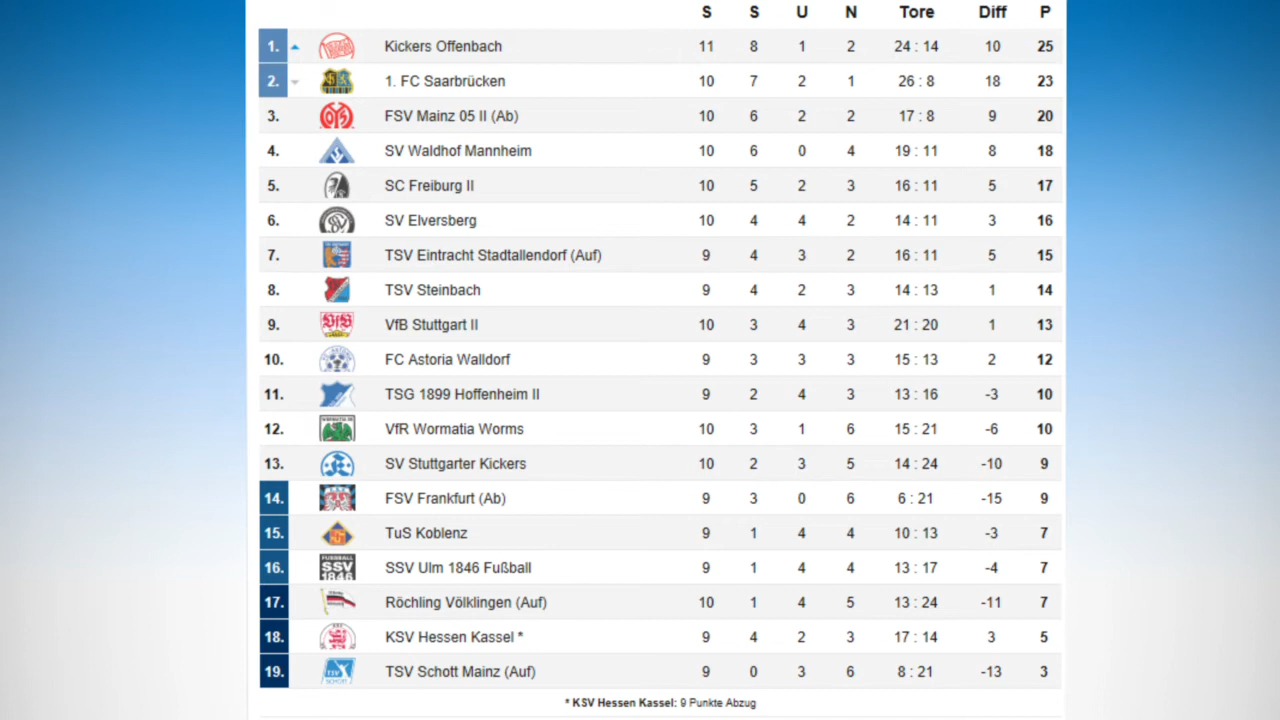 S S U N Tore Diff P
1. Kickers Offenbach 11 8 1 2 24 : 14 10 25
2. 1. FC Saarbrücken 10 7 2 1 26 : 8 18 23
3. FSV Mainz 05 II (Ab) 10 6 2 2 17 : 8 9 20
4. SV Waldhof Mannheim 10 6 0 4 19 : 11 8 18
5. SC Freiburg II 10 5 2 3 16 : 11 5 17
6. SV Elversberg 10 4 4 2 14 : 11 3 16
7. TSV Eintracht Stadtallendorf (Auf) 9 4 3 2 16 : 11 5 15
8. TSV Steinbach 9 4 2 3 14 : 13 1 14
9. VfB Stuttgart II 10 3 4 3 21 : 20 1 13
10. FC Astoria Walldorf 9 3 3 3 15 : 13 2 12
11. TSG 1899 Hoffenheim II 9 2 4 3 13 : 16 -3 10
12. VfR Wormatia Worms 10 3 1 6 15 : 21 -6 10
13. SV Stuttgarter Kickers 10 2 3 5 14 : 24 -10 9
14. FSV Frankfurt (Ab) 9 3 0 6 6 : 21 -15 9
15. TuS Koblenz 9 1 4 4 10 : 13 -3 7
16. FUSSBALL SSV 1846 SSV Ulm 1846 Fußball 9 1 4 4 13 : 17 -4 7
17. Röchling Völklingen (Auf) 10 1 4 5 13 : 24 -11 7
18. KSV Hessen Kassel * 9 4 2 3 17 : 14 3 5
19. TSV SCHOTT TSV Schott Mainz (Auf) 9 0 3 6 8 : 21 -13 3
* KSV Hessen Kassel: 9 Punkte Abzug